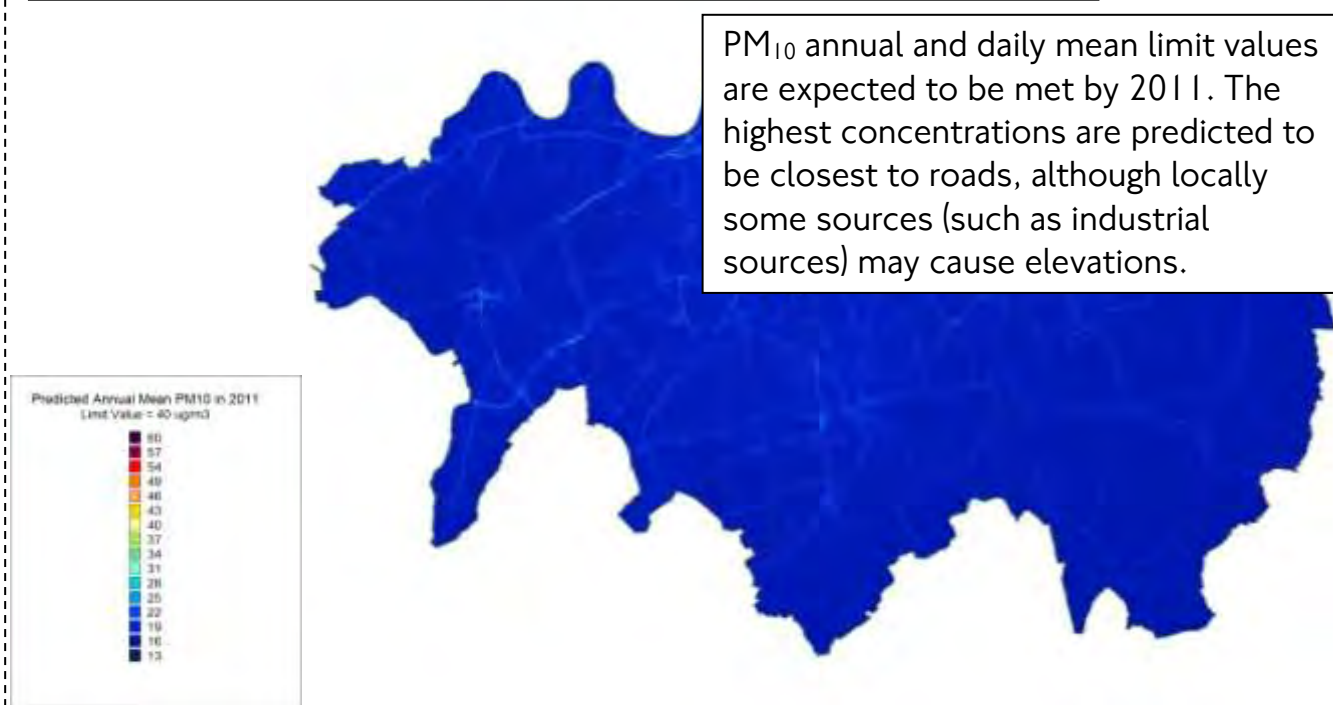 PM10 annual and daily mean limit values
are expected to be met by 2011. The
highest concentrations are predicted to
be closest to roads, although locally
some sources (such as industrial
sources) may cause elevations.
Predicted Annual Mean PM10 in 2011
Limit Value = 40 ugm3
60
57
54
49
46
43
40
37
34
31
28
25
22
19
16
13